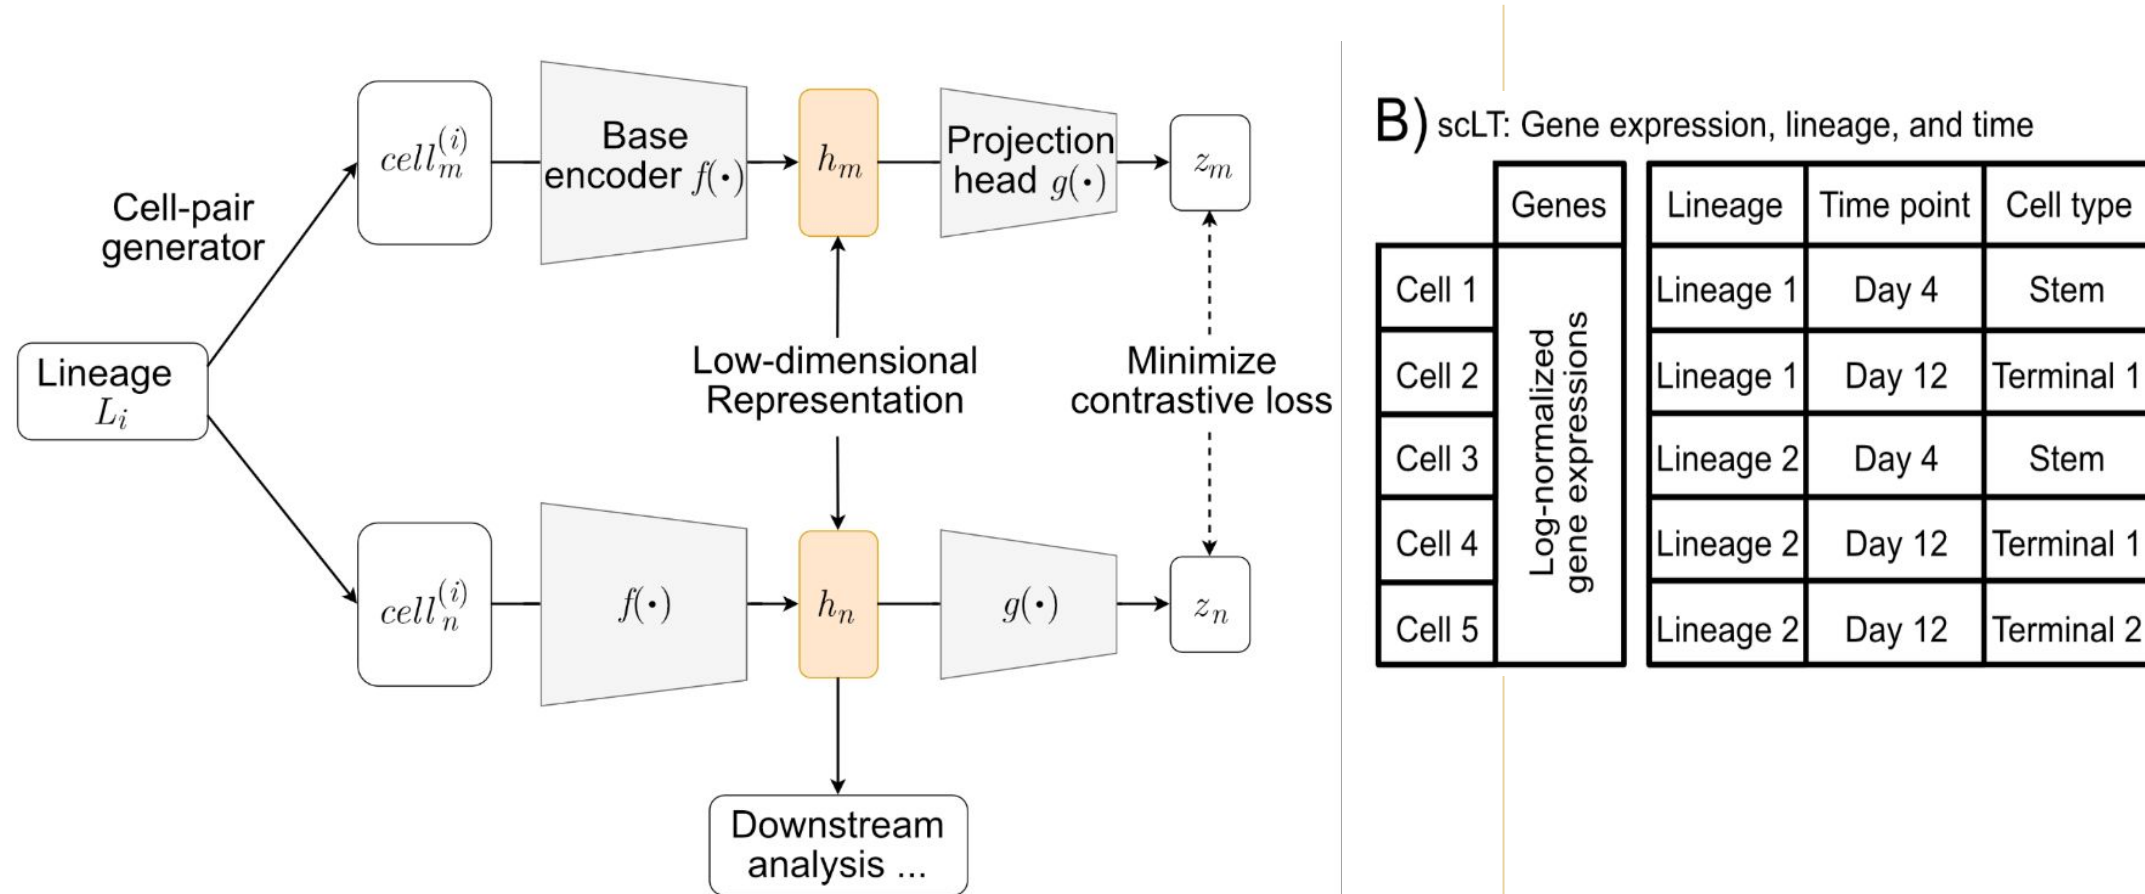 Cell-pair
generator
Lineage
L_i
cell_m^(i)
Base
encoder f(·)
h_m
Projection
head g(·)
z_m
Low-dimensional
Representation
Minimize
contrastive loss
cell_n^(i)
f(·)
h_n
g(·)
z_n
Downstream
analysis ...
B) scLT: Gene expression, lineage, and time
Genes Lineage Time point Cell type
Log-normalized
gene expressions
Cell 1 Lineage 1 Day 4 Stem
Cell 2 Lineage 1 Day 12 Terminal 1
Cell 3 Lineage 2 Day 4 Stem
Cell 4 Lineage 2 Day 12 Terminal 1
Cell 5 Lineage 2 Day 12 Terminal 2